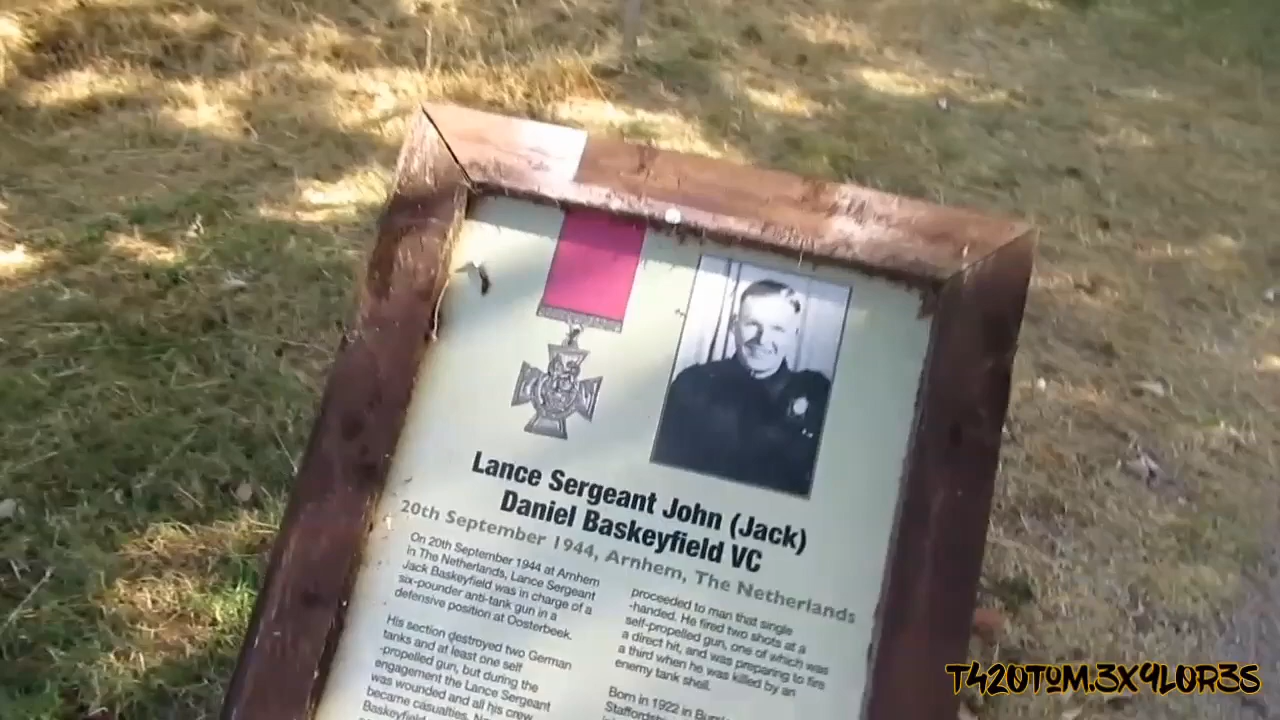 Lance Sergeant John (Jack)
Daniel Baskeyfield VC
20th September 1944, Arnhem, The Netherlands
On 20th September 1944 at Arnhem
in The Netherlands, Lance Sergeant
Jack Baskeyfield was in charge of a
six-pounder anti-tank gun in a
defensive position at Oosterbeek.
His section destroyed two German
tanks and at least one self
-propelled gun, but during the
engagement the Lance Sergeant
was wounded and all his crew
became casualties.
Baskeyfield
proceeded to man that single
-handed. He fired two shots at a
self-propelled gun, one of which was
a direct hit, and was preparing to fire
a third when he was killed by an
enemy tank shell.
Born in 1922 in
T420TOM.3X9LOR3S